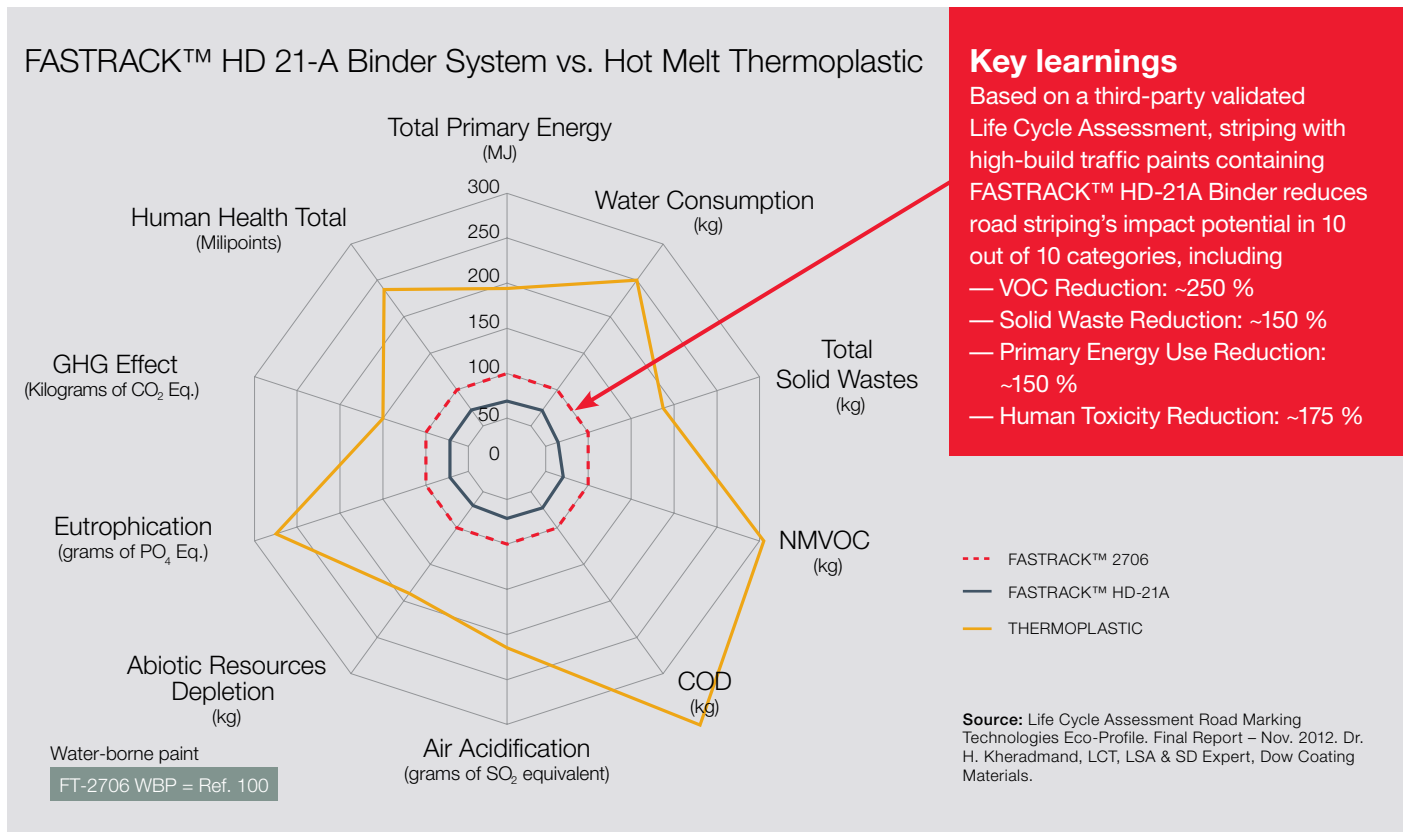 FASTRACK™ HD 21-A Binder System vs. Hot Melt Thermoplastic
Total Primary Energy
(MJ)
Water Consumption
(kg)
Total
Solid Wastes
(kg)
NMVOC
(kg)
COD
(kg)
Air Acidification
(grams of SO₂ equivalent)
Abiotic Resources
Depletion
(kg)
Eutrophication
(grams of PO₄ Eq.)
GHG Effect
(Kilograms of CO₂ Eq.)
Human Health Total
(Milipoints)
300
250
200
150
100
50
0
Water-borne paint
FT-2706 WBP = Ref. 100
Key learnings
Based on a third-party validated
Life Cycle Assessment, striping with
high-build traffic paints containing
FASTRACK™ HD-21A Binder reduces
road striping’s impact potential in 10
out of 10 categories, including
— VOC Reduction: ~250 %
— Solid Waste Reduction: ~150 %
— Primary Energy Use Reduction:
~150 %
— Human Toxicity Reduction: ~175 %
FASTRACK™ 2706
FASTRACK™ HD-21A
THERMOPLASTIC
Source: Life Cycle Assessment Road Marking
Technologies Eco-Profile. Final Report – Nov. 2012. Dr.
H. Kheradmand, LCT, LSA & SD Expert, Dow Coating
Materials.